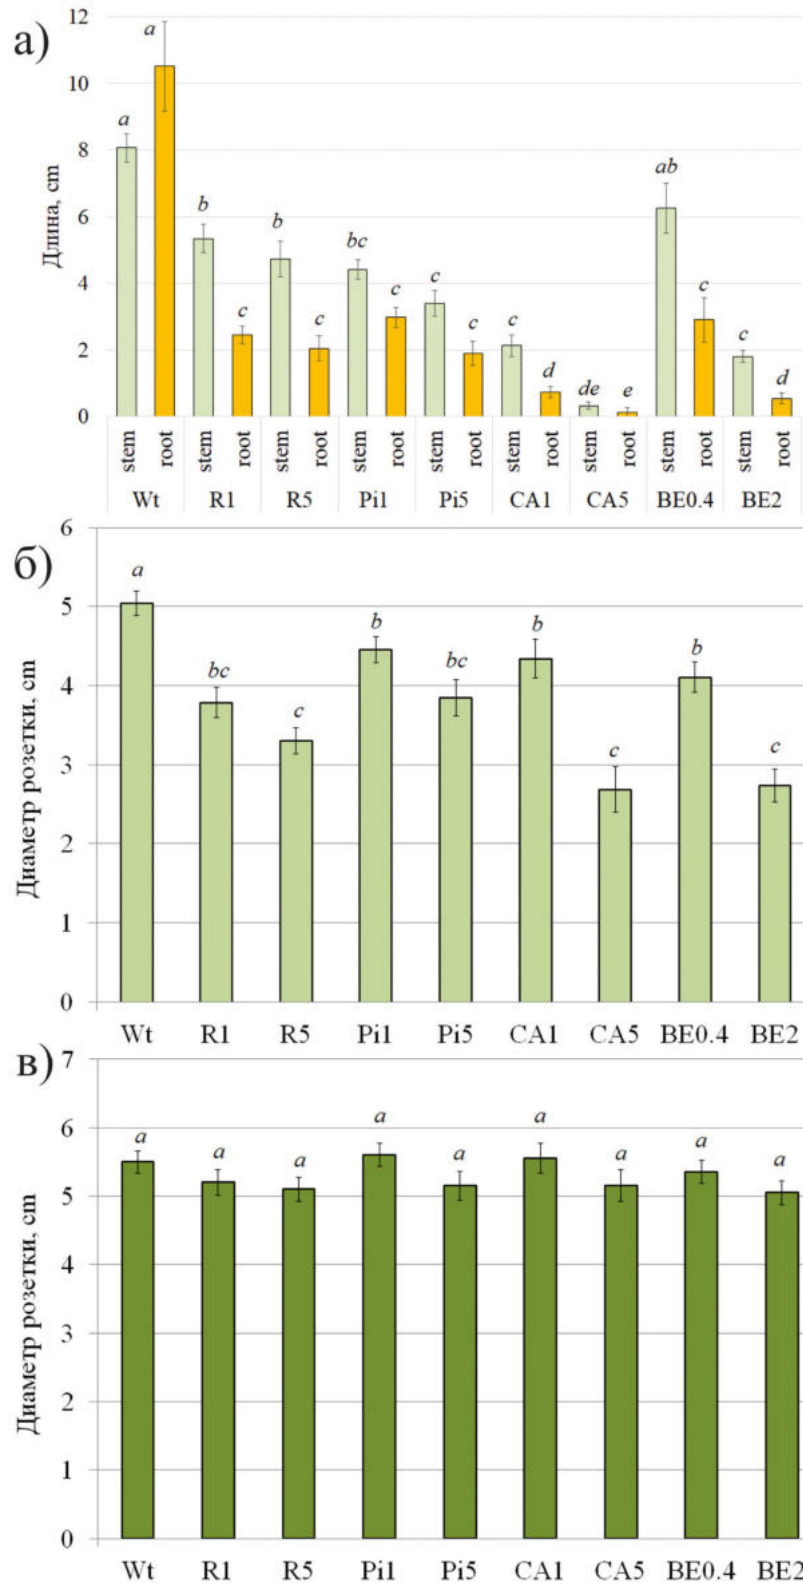 а)
Длина, cm
12
10
8
6
4
2
0
a a b c b c bc c c c c d de e ab c c d
stem root stem root stem root stem root stem root stem root stem root stem root stem root
Wt R1 R5 Pi1 Pi5 CA1 CA5 BE0.4 BE2
б)
Диаметр розетки, cm
6
5
4
3
2
1
0
a bc c b bc b c b c
Wt R1 R5 Pi1 Pi5 CA1 CA5 BE0.4 BE2
в)
Диаметр розетки, cm
7
6
5
4
3
2
1
0
a a a a a a a a a
Wt R1 R5 Pi1 Pi5 CA1 CA5 BE0.4 BE2